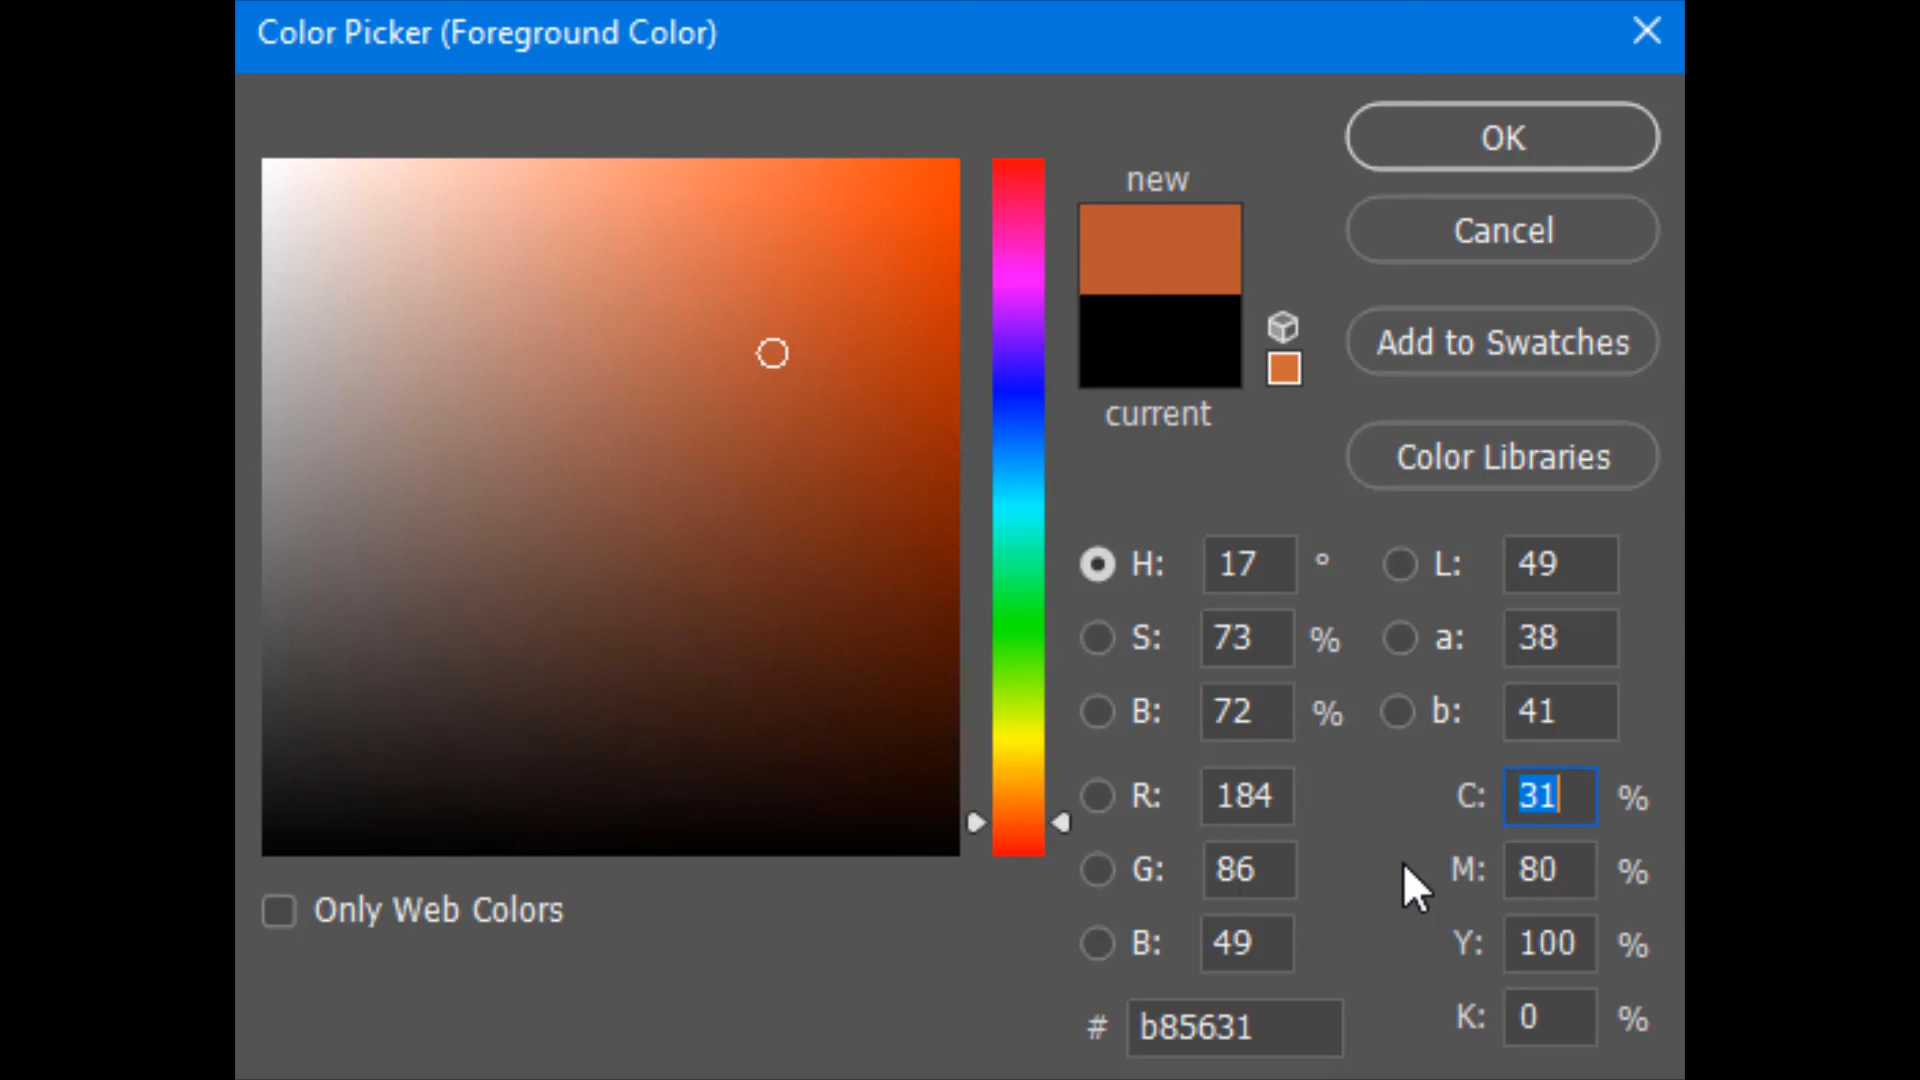 Color Picker (Foreground Color)
OK
new
Cancel
Add to Swatches
current
Color Libraries
H: 17 ° L: 49
S: 73 % a: 38
B: 72 % b: 41
R: 184 C: 31 %
G: 86 M: 80 %
Only Web Colors
B: 49 Y: 100 %
# b85631 K: 0 %